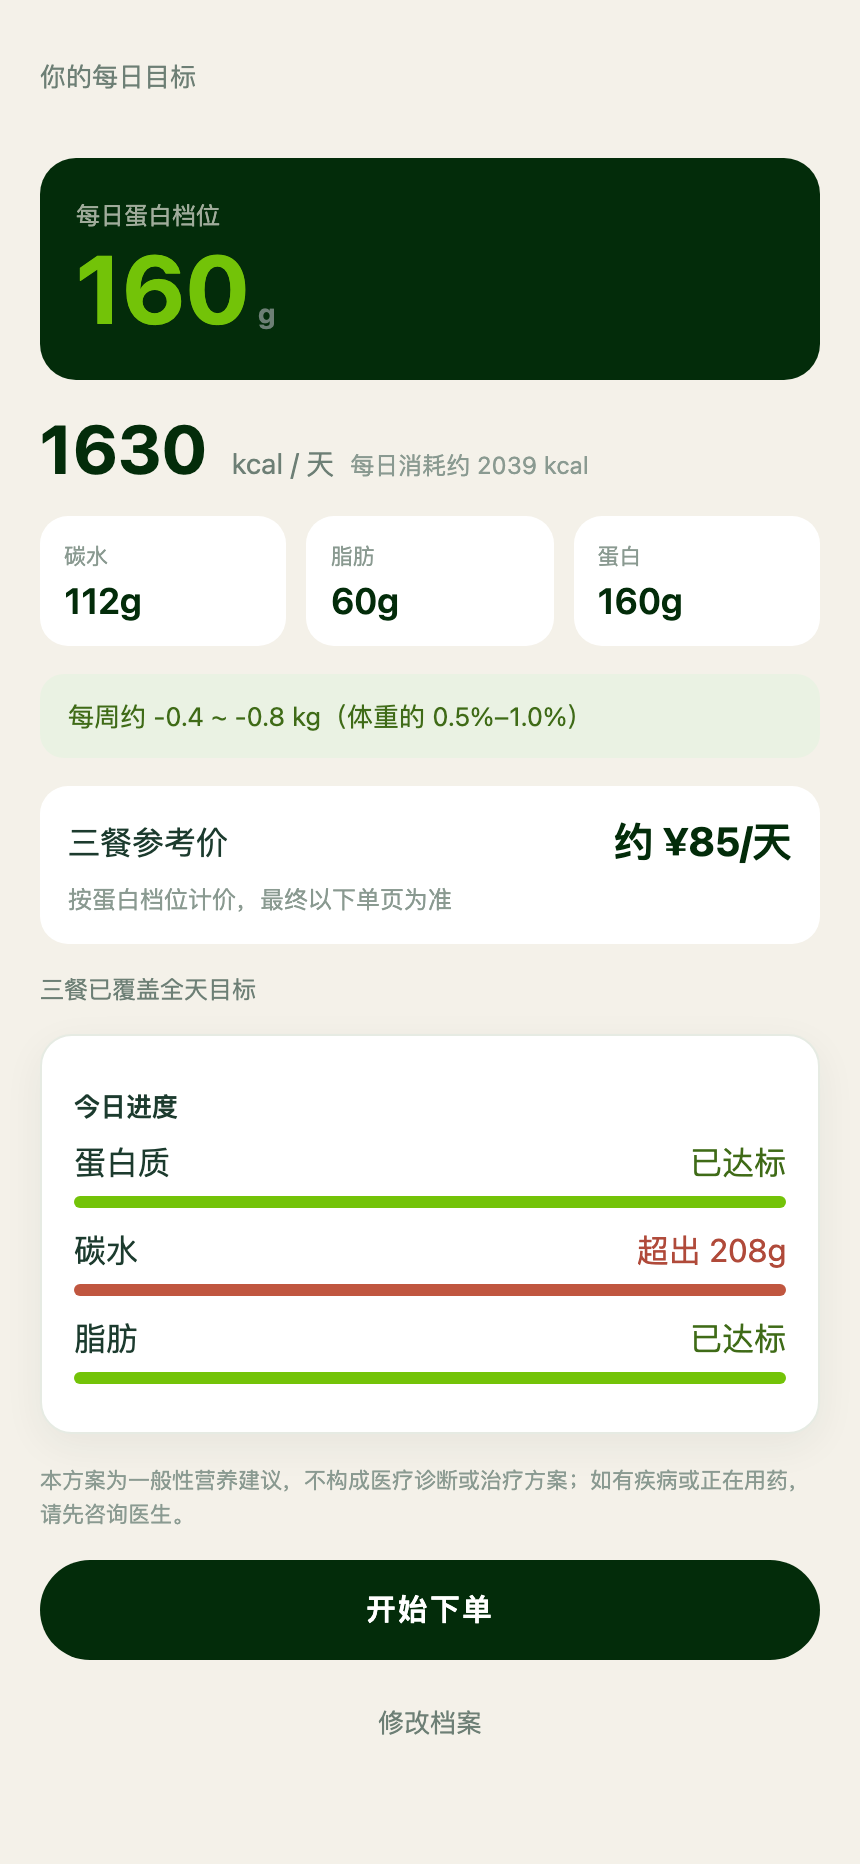 你的每日目标
每日蛋白档位
160 g
1630 kcal / 天 每日消耗约 2039 kcal
碳水 脂肪 蛋白
112g 60g 160g
每周约 -0.4 ~ -0.8 kg（体重的 0.5%–1.0%）
三餐参考价 约 ¥85/天
按蛋白档位计价，最终以下单页为准
三餐已覆盖全天目标
今日进度
蛋白质 已达标
碳水 超出 208g
脂肪 已达标
本方案为一般性营养建议，不构成医疗诊断或治疗方案；如有疾病或正在用药，
请先咨询医生。
开始下单
修改档案